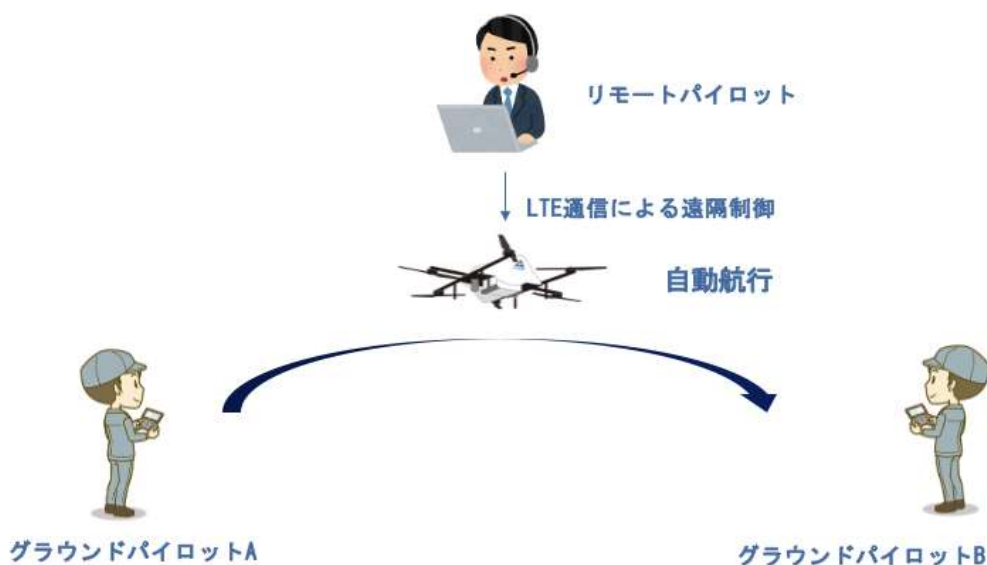 リモートパイロット
LTE通信による遠隔制御
自動航行
グラウンドパイロットA
グラウンドパイロットB